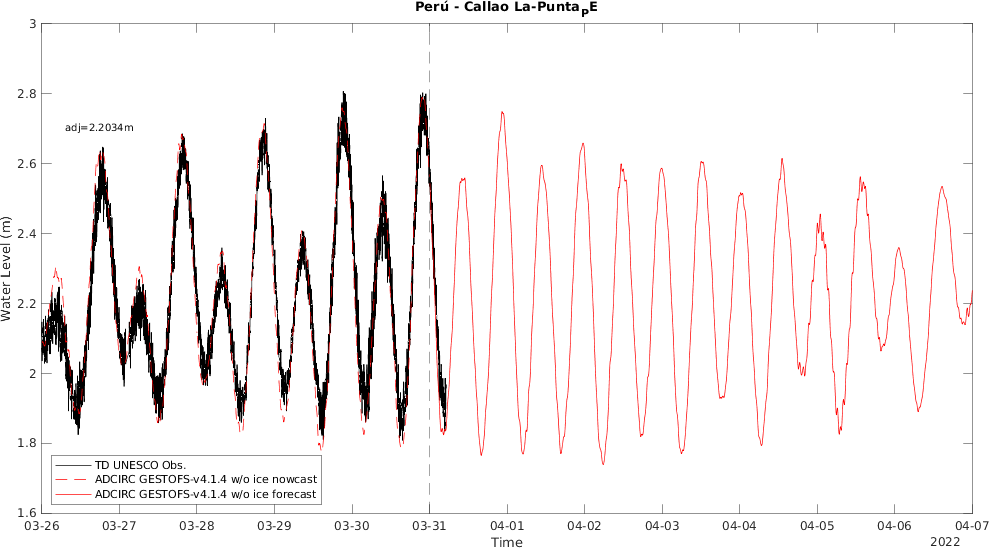 Perú - Callao La-PuntaPE
3
2.8
2.6
2.4
2.2
2
1.8
1.6
Water Level (m)
adj=2.2034m
TD UNESCO Obs.
ADCIRC GESTOFS-v4.1.4 w/o ice nowcast
ADCIRC GESTOFS-v4.1.4 w/o ice forecast
03-26 03-27 03-28 03-29 03-30 03-31 04-01 04-02 04-03 04-04 04-05 04-06 04-07
Time
2022